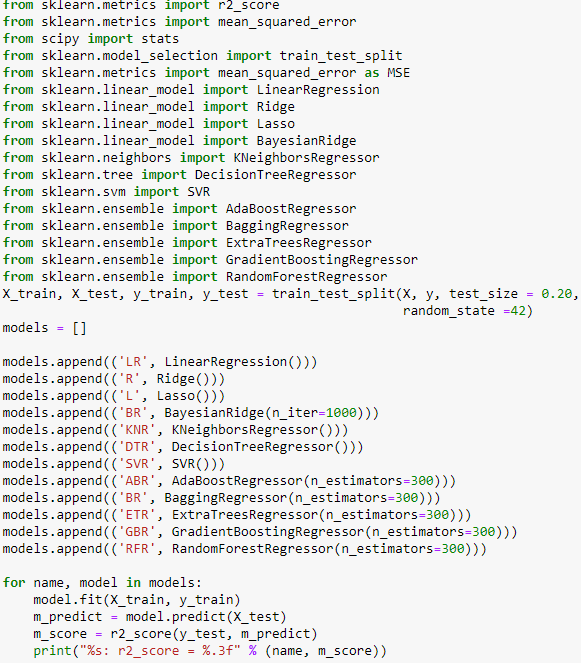 from sklearn.metrics import r2_score
from sklearn.metrics import mean_squared_error
from scipy import stats
from sklearn.model_selection import train_test_split
from sklearn.metrics import mean_squared_error as MSE
from sklearn.linear_model import LinearRegression
from sklearn.linear_model import Ridge
from sklearn.linear_model import Lasso
from sklearn.linear_model import BayesianRidge
from sklearn.neighbors import KNeighborsRegressor
from sklearn.tree import DecisionTreeRegressor
from sklearn.svm import SVR
from sklearn.ensemble import AdaBoostRegressor
from sklearn.ensemble import BaggingRegressor
from sklearn.ensemble import ExtraTreesRegressor
from sklearn.ensemble import GradientBoostingRegressor
from sklearn.ensemble import RandomForestRegressor
X_train, X_test, y_train, y_test = train_test_split(X, y, test_size = 0.20,
                                                    random_state =42)
models = []

models.append(('LR', LinearRegression()))
models.append(('R', Ridge()))
models.append(('L', Lasso()))
models.append(('BR', BayesianRidge(n_iter=1000)))
models.append(('KNR', KNeighborsRegressor()))
models.append(('DTR', DecisionTreeRegressor()))
models.append(('SVR', SVR()))
models.append(('ABR', AdaBoostRegressor(n_estimators=300)))
models.append(('BR', BaggingRegressor(n_estimators=300)))
models.append(('ETR', ExtraTreesRegressor(n_estimators=300)))
models.append(('GBR', GradientBoostingRegressor(n_estimators=300)))
models.append(('RFR', RandomForestRegressor(n_estimators=300)))

for name, model in models:
    model.fit(X_train, y_train)
    m_predict = model.predict(X_test)
    m_score = r2_score(y_test, m_predict)
    print("%s: r2_score = %.3f" % (name, m_score))